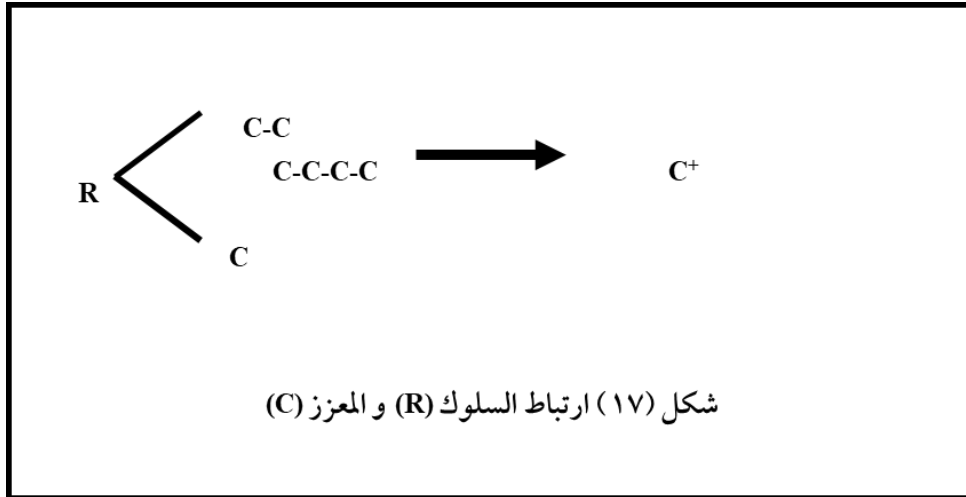 C-C
C-C-C-C
C⁺
R
C
شكل (١٧) ارتباط السلوك (R) و المعزز (C)